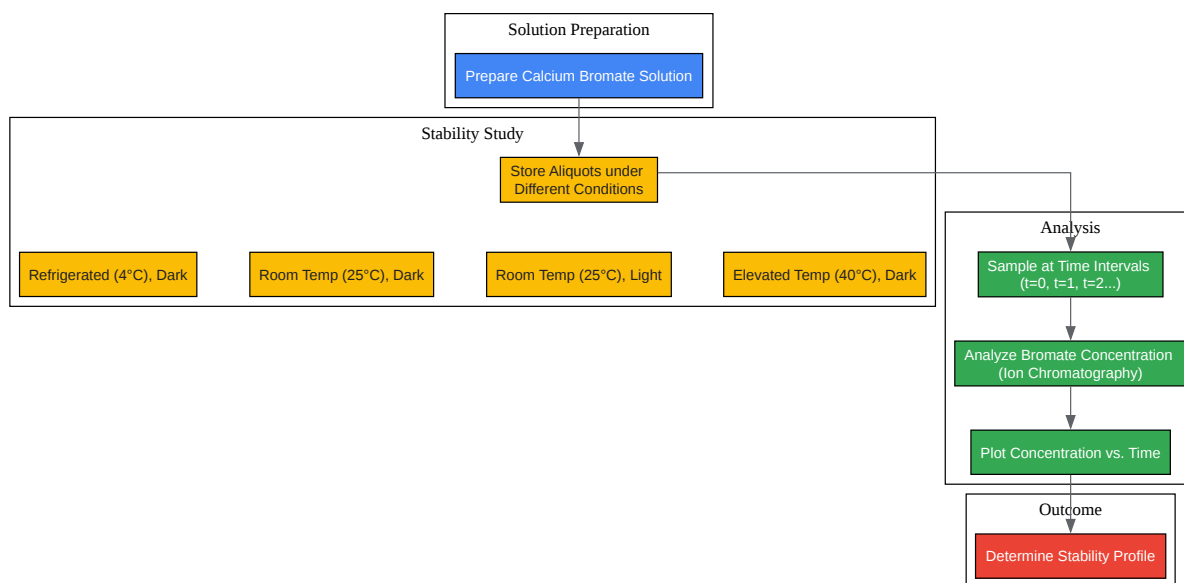 Solution Preparation
Prepare Calcium Bromate Solution
Stability Study
Store Aliquots under
Different Conditions
Refrigerated (4°C), Dark
Room Temp (25°C), Dark
Room Temp (25°C), Light
Elevated Temp (40°C), Dark
Analysis
Sample at Time Intervals
(t=0, t=1, t=2...)
Analyze Bromate Concentration
(Ion Chromatography)
Plot Concentration vs. Time
Outcome
Determine Stability Profile